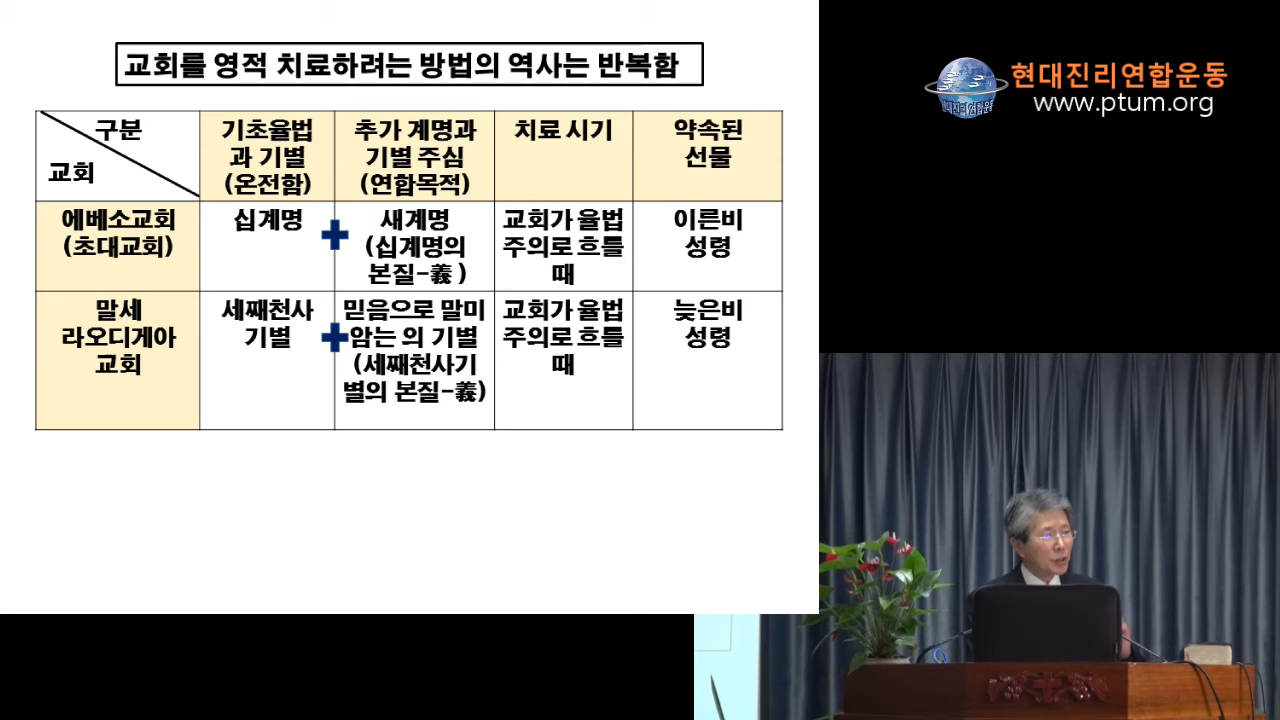 교회를 영적 치료하려는 방법의 역사는 반복함
현대진리연합운동
www.ptum.org
구분
교회
기초율법
과 기별
(온전함)
추가 계명과
기별 주심
(연합목적)
치료 시기
약속된
선물
에베소교회
(초대교회)
십계명
새계명
(십계명의
본질-義)
교회가 율법
주의로 흐를
때
이른비
성령
말세
라오디게아
교회
세째천사
기별
믿음으로 말미
암는 의 기별
(세째천사기
별의 본질-義)
교회가 율법
주의로 흐를
때
늦은비
성령